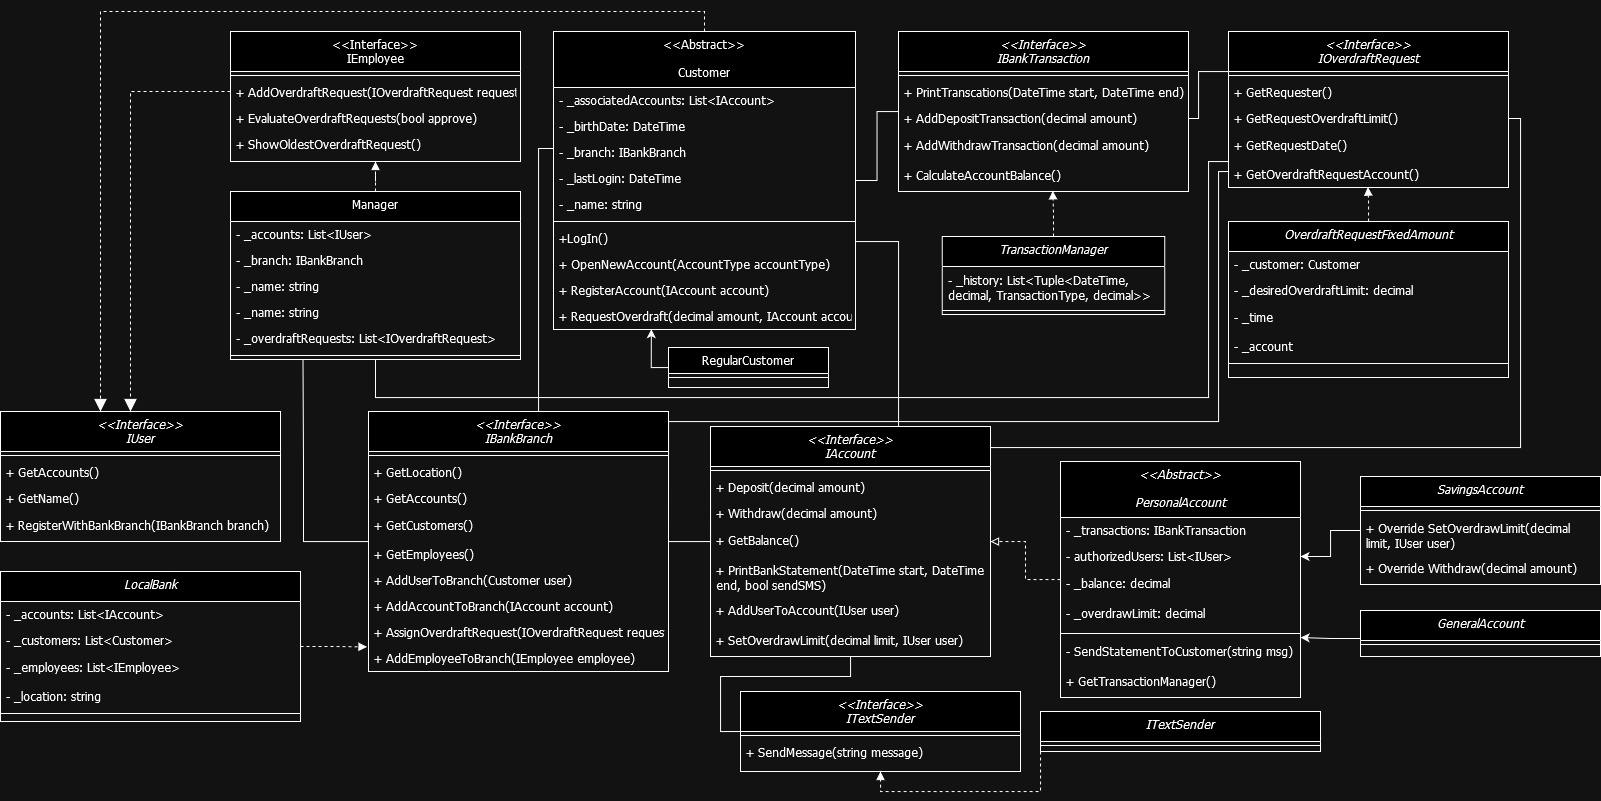 <<Interface>>
IEmployee
+ AddOverdraftRequest(IOverdraftRequest request
+ EvaluateOverdraftRequests(bool approve)
+ ShowOldestOverdraftRequest()
<<Abstract>>
Customer
- _associatedAccounts: List<IAccount>
- _birthDate: DateTime
- _branch: IBankBranch
- _lastLogin: DateTime
- _name: string
+LogIn()
+ OpenNewAccount(AccountType accountType)
+ RegisterAccount(IAccount account)
+ RequestOverdraft(decimal amount, IAccount accou
<<Interface>>
IBankTransaction
+ PrintTranscations(DateTime start, DateTime end)
+ AddDepositTransaction(decimal amount)
+ AddWithdrawTransaction(decimal amount)
+ CalculateAccountBalance()
<<Interface>>
IOverdraftRequest
+ GetRequester()
+ GetRequestOverdraftLimit()
+ GetRequestDate()
+ GetOverdraftRequestAccount()
Manager
- _accounts: List<IUser>
- _branch: IBankBranch
- _name: string
- _name: string
- _overdraftRequests: List<IOverdraftRequest>
TransactionManager
- _history: List<Tuple<DateTime,
decimal, TransactionType, decimal>>
OverdraftRequestFixedAmount
- _customer: Customer
- _desiredOverdraftLimit: decimal
- _time
- _account
RegularCustomer
<<Interface>>
IUser
+ GetAccounts()
+ GetName()
+ RegisterWithBankBranch(IBankBranch branch)
<<Interface>>
IBankBranch
+ GetLocation()
+ GetAccounts()
+ GetCustomers()
+ GetEmployees()
+ AddUserToBranch(Customer user)
+ AddAccountToBranch(IAccount account)
+ AssignOverdraftRequest(IOverdraftRequest reques
+ AddEmployeeToBranch(IEmployee employee)
<<Interface>>
IAccount
+ Deposit(decimal amount)
+ Withdraw(decimal amount)
+ GetBalance()
+ PrintBankStatement(DateTime start, DateTime
end, bool sendSMS)
+ AddUserToAccount(IUser user)
+ SetOverdrawLimit(decimal limit, IUser user)
<<Abstract>>
PersonalAccount
- _transactions: IBankTransaction
- authorizedUsers: List<IUser>
- _balance: decimal
- _overdrawLimit: decimal
- SendStatementToCustomer(string msg)
+ GetTransactionManager()
SavingsAccount
+ Override SetOverdrawLimit(decimal
limit, IUser user)
+ Override Withdraw(decimal amount)
GeneralAccount
LocalBank
- _accounts: List<IAccount>
- _customers: List<Customer>
- _employees: List<IEmployee>
- _location: string
<<Interface>>
ITextSender
+ SendMessage(string message)
ITextSender